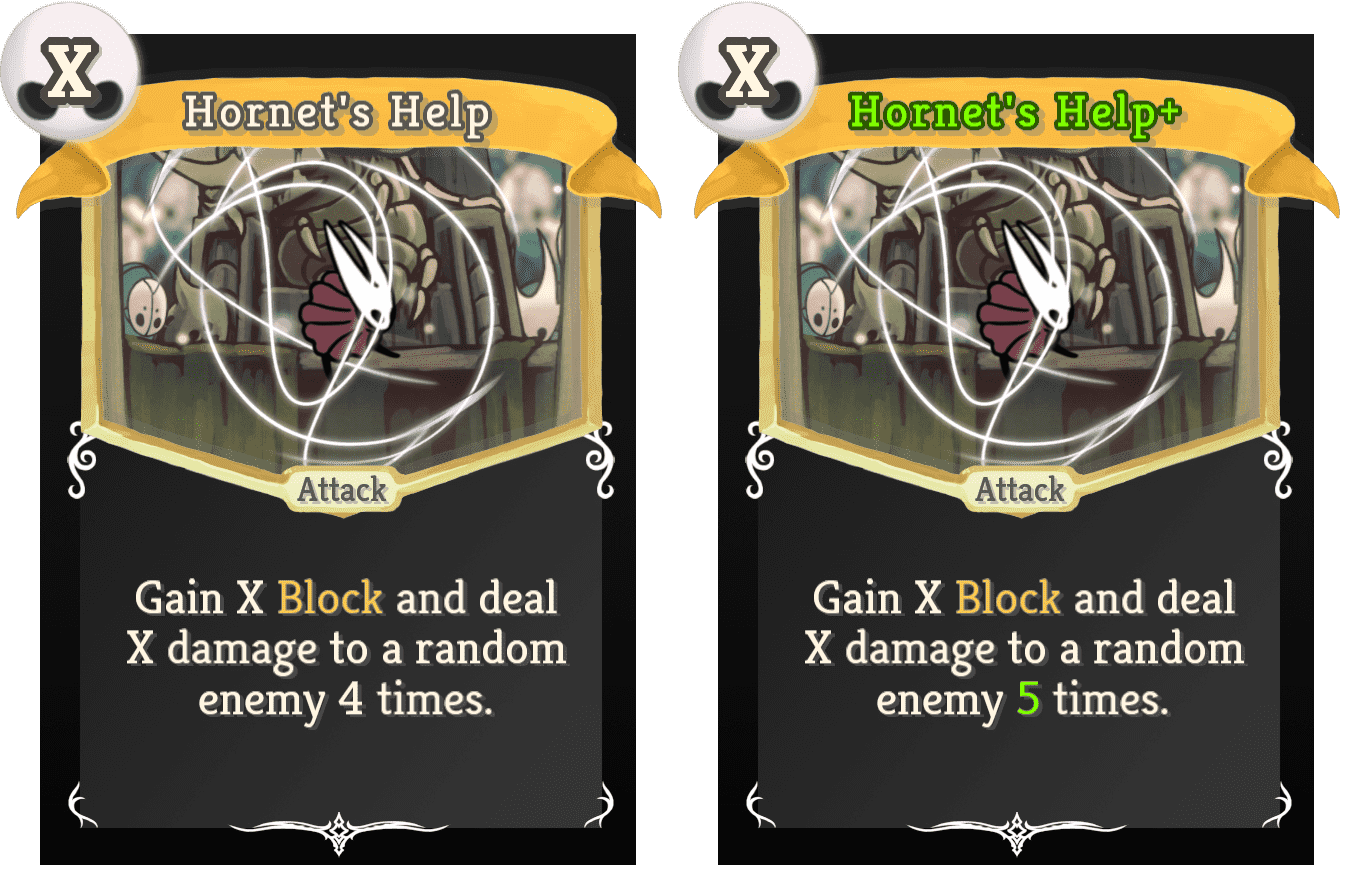 X
Hornet's Help
Attack
Gain X Block and deal
X damage to a random
enemy 4 times.
X
Hornet's Help+
Attack
Gain X Block and deal
X damage to a random
enemy 5 times.